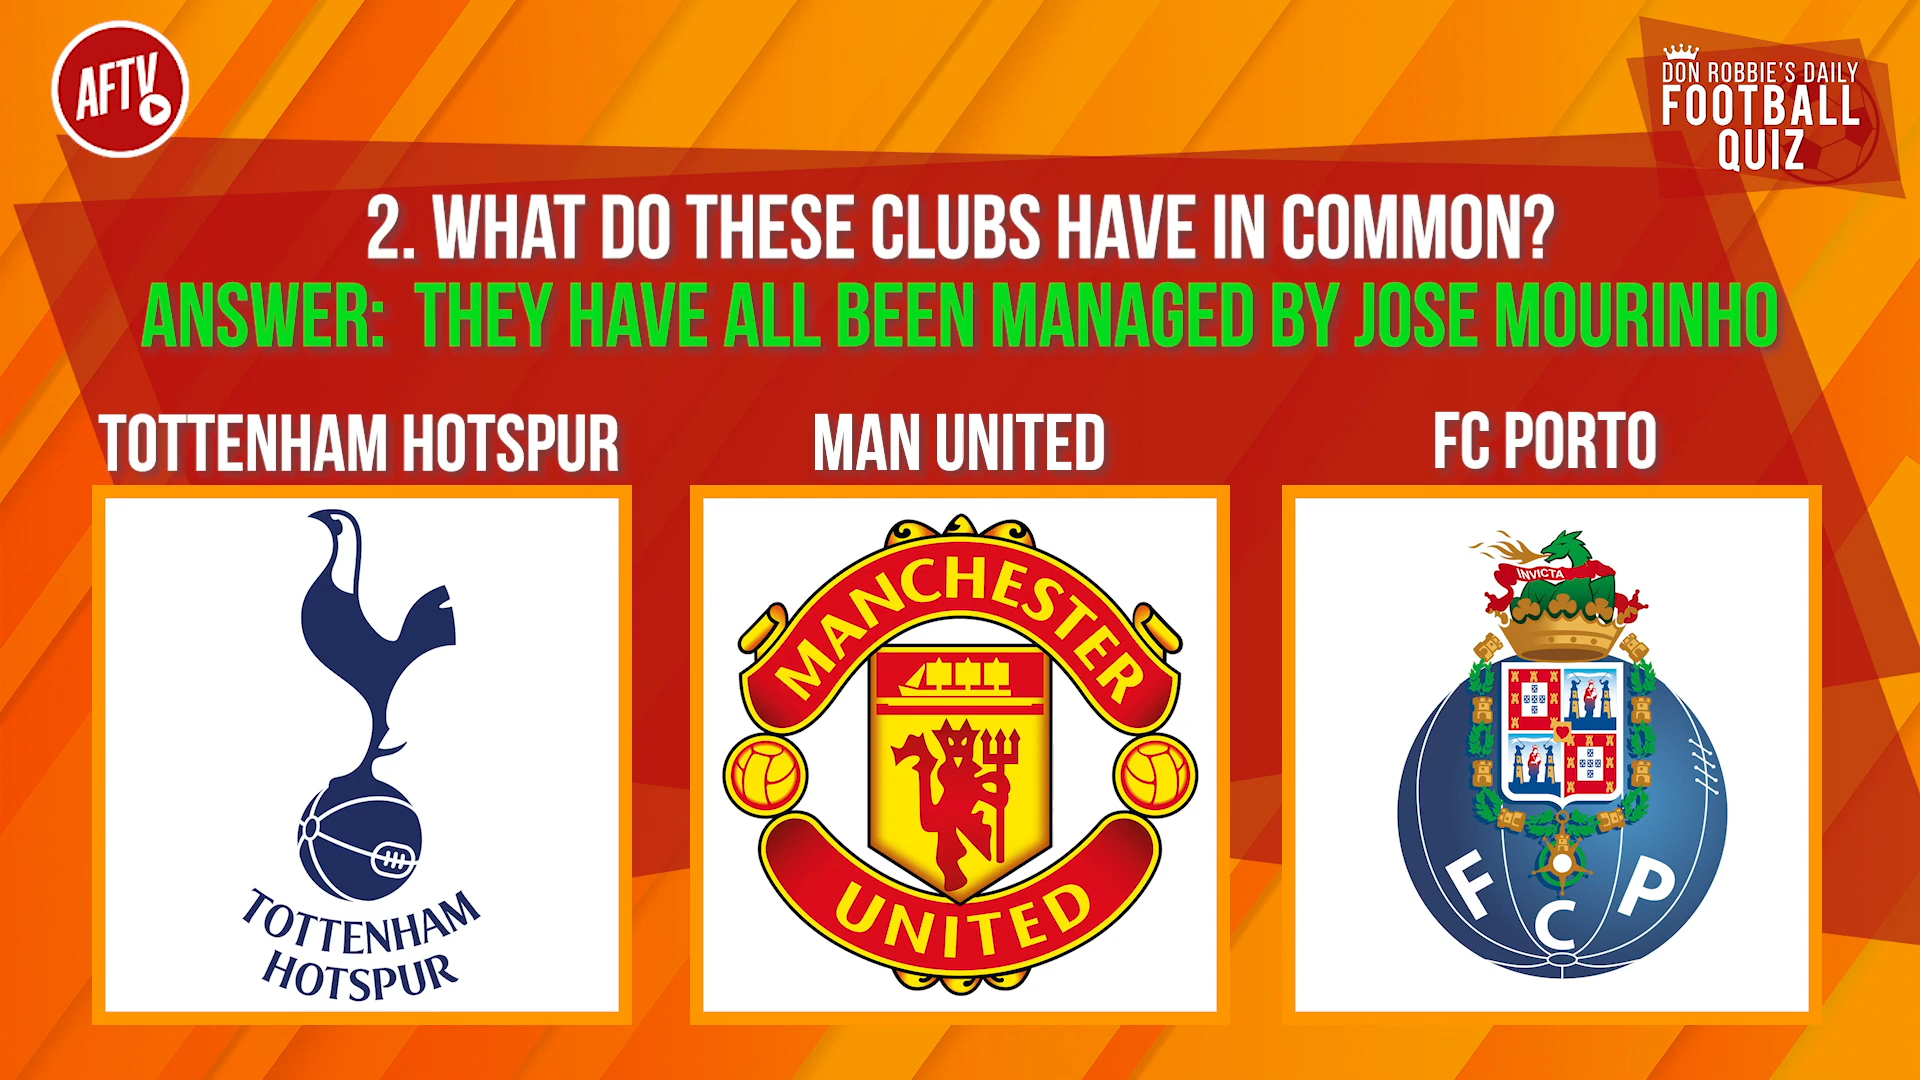 AFTV
DON ROBBIE'S DAILY
FOOTBALL
QUIZ
2. WHAT DO THESE CLUBS HAVE IN COMMON?
ANSWER: THEY HAVE ALL BEEN MANAGED BY JOSE MOURINHO
TOTTENHAM HOTSPUR
MAN UNITED
FC PORTO
TOTTENHAM
HOTSPUR
MANCHESTER
UNITED
INVICTA
F C P